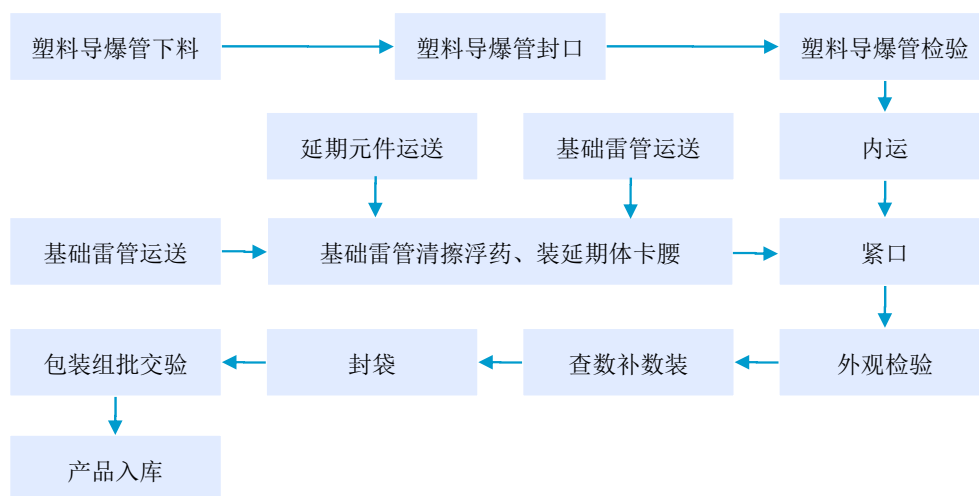 塑料导爆管下料
塑料导爆管封口
塑料导爆管检验
延期元件运送
基础雷管运送
内运
基础雷管运送
基础雷管清擦浮药、装延期体卡腰
紧口
包装组批交验
封袋
查数补数装
外观检验
产品入库